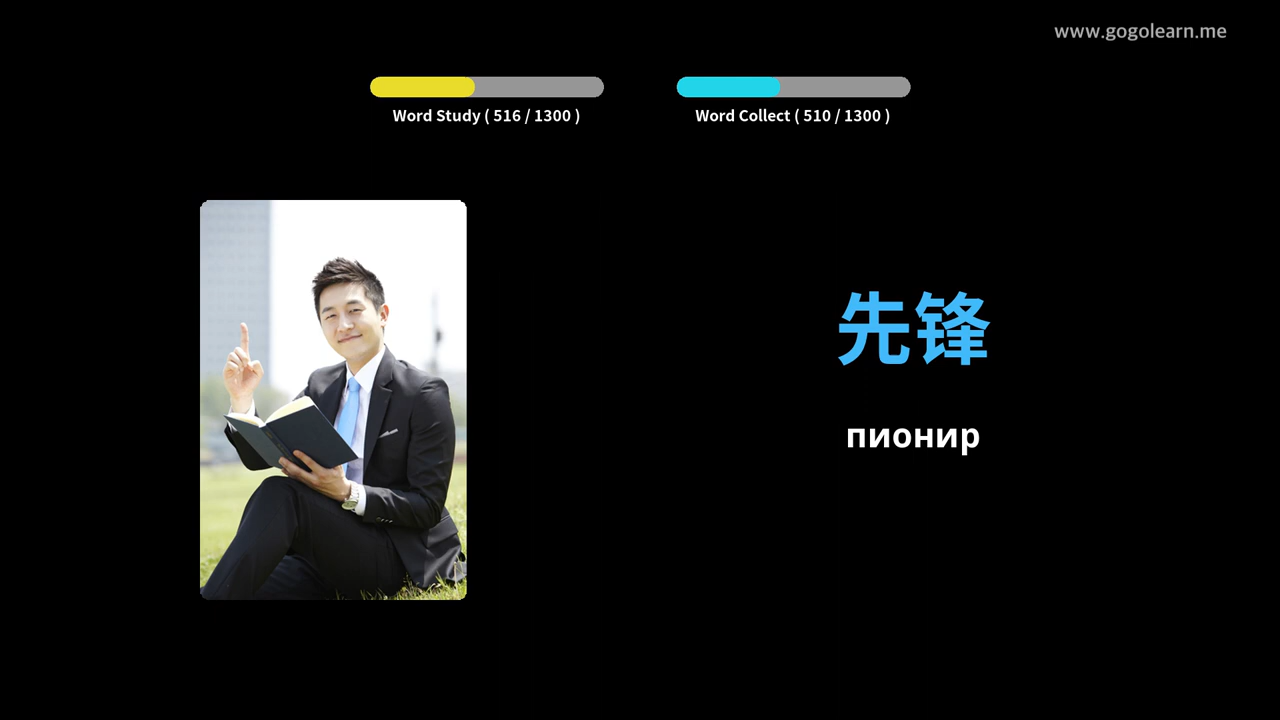 www.gogolearn.me
Word Study ( 516 / 1300 )
Word Collect ( 510 / 1300 )
先锋
пионир